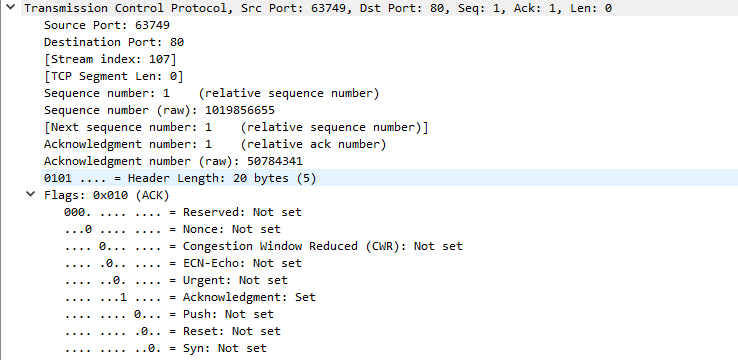 Transmission Control Protocol, Src Port: 63749, Dst Port: 80, Seq: 1, Ack: 1, Len: 0
Source Port: 63749
Destination Port: 80
[Stream index: 107]
[TCP Segment Len: 0]
Sequence number: 1    (relative sequence number)
Sequence number (raw): 1019856655
[Next sequence number: 1    (relative sequence number)]
Acknowledgment number: 1    (relative ack number)
Acknowledgment number (raw): 50784341
0101 .... = Header Length: 20 bytes (5)
Flags: 0x010 (ACK)
000. .... .... = Reserved: Not set
...0 .... .... = Nonce: Not set
.... 0... .... = Congestion Window Reduced (CWR): Not set
.... .0.. .... = ECN-Echo: Not set
.... ..0. .... = Urgent: Not set
.... ...1 .... = Acknowledgment: Set
.... .... 0... = Push: Not set
.... .... .0.. = Reset: Not set
.... .... ..0. = Syn: Not set